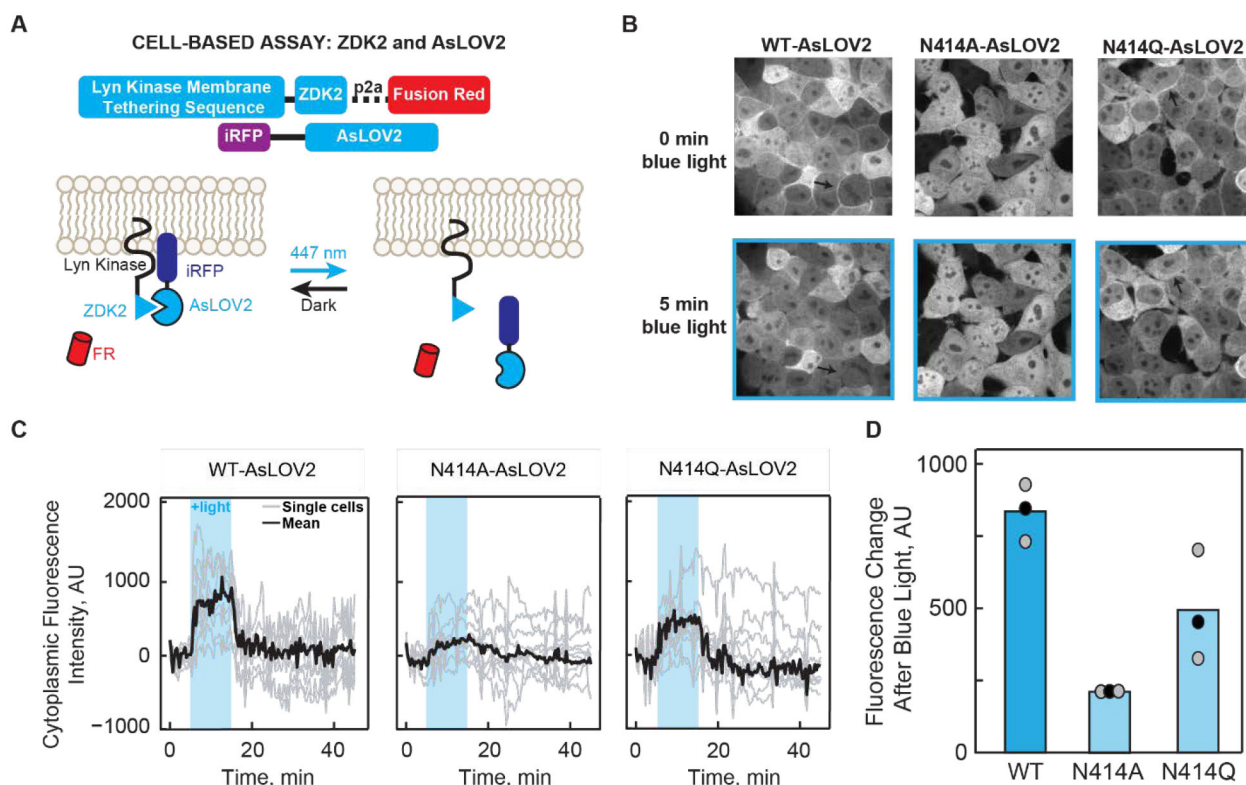 A
CELL-BASED ASSAY: ZDK2 and AsLOV2
Lyn Kinase Membrane
Tethering Sequence
ZDK2
p2a
Fusion Red
iRFP
AsLOV2
Lyn Kinase
iRFP
ZDK2
AsLOV2
FR
447 nm
Dark
B
WT-AsLOV2
N414A-AsLOV2
N414Q-AsLOV2
0 min
blue light
5 min
blue light
C
WT-AsLOV2
N414A-AsLOV2
N414Q-AsLOV2
Cytoplasmic Fluorescence
Intensity, AU
2000
1000
0
−1000
+light
Single cells
Mean
0 20 40
0 20 40
0 20 40
Time, min
Time, min
Time, min
D
Fluorescence Change
After Blue Light, AU
1000
500
0
WT
N414A
N414Q